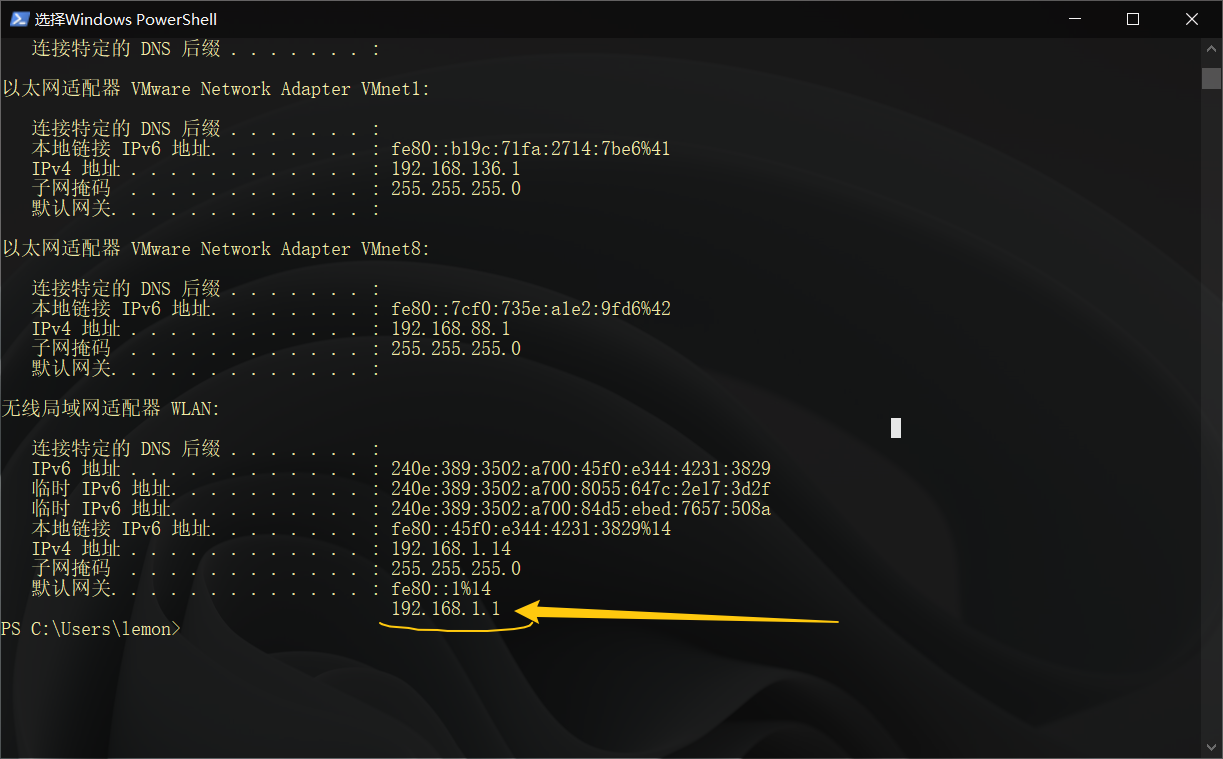 选择Windows PowerShell
连接特定的 DNS 后缀 . . . . . . . :
以太网适配器 VMware Network Adapter VMnet1:
连接特定的 DNS 后缀 . . . . . . . :
本地链接 IPv6 地址. . . . . . . . : fe80::b19c:71fa:2714:7be6%41
IPv4 地址 . . . . . . . . . . . . : 192.168.136.1
子网掩码  . . . . . . . . . . . . : 255.255.255.0
默认网关. . . . . . . . . . . . . :
以太网适配器 VMware Network Adapter VMnet8:
连接特定的 DNS 后缀 . . . . . . . :
本地链接 IPv6 地址. . . . . . . . : fe80::7cf0:735e:a1e2:9fd6%42
IPv4 地址 . . . . . . . . . . . . : 192.168.88.1
子网掩码  . . . . . . . . . . . . : 255.255.255.0
默认网关. . . . . . . . . . . . . :
无线局域网适配器 WLAN:
连接特定的 DNS 后缀 . . . . . . . :
IPv6 地址 . . . . . . . . . . . . : 240e:389:3502:a700:45f0:e344:4231:3829
临时 IPv6 地址. . . . . . . . . . : 240e:389:3502:a700:8055:647c:2e17:3d2f
临时 IPv6 地址. . . . . . . . . . : 240e:389:3502:a700:84d5:ebed:7657:508a
本地链接 IPv6 地址. . . . . . . . : fe80::45f0:e344:4231:3829%14
IPv4 地址 . . . . . . . . . . . . : 192.168.1.14
子网掩码  . . . . . . . . . . . . : 255.255.255.0
默认网关. . . . . . . . . . . . . : fe80::1%14
192.168.1.1
PS C:\Users\lemon>